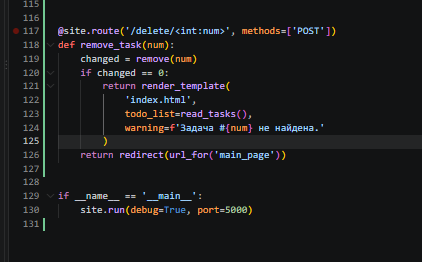 115
116
117 @site.route('/delete/<int:num>', methods=['POST'])
118 def remove_task(num):
119 changed = remove(num)
120 if changed == 0:
121 return render_template(
122 'index.html',
123 todo_list=read_tasks(),
124 warning=f'Задача #{num} не найдена.'
125 )
126 return redirect(url_for('main_page'))
127
128
129 if __name__ == '__main__':
130 site.run(debug=True, port=5000)
131